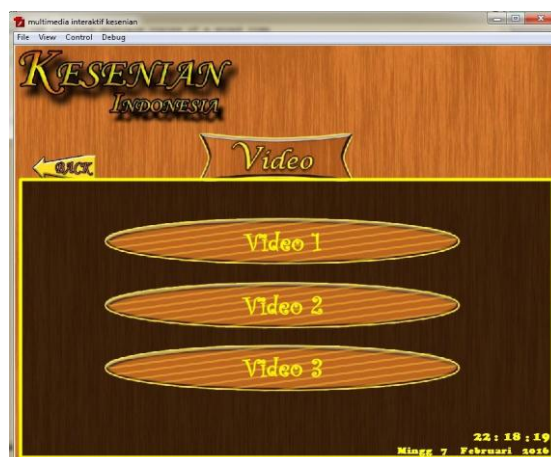 multimedia interaktif kesenian
File View Control Debug
KESENIAN
INDONESIA
Video
BACK
Video 1
Video 2
Video 3
22:18:19
Mingg 7 Februari 2016